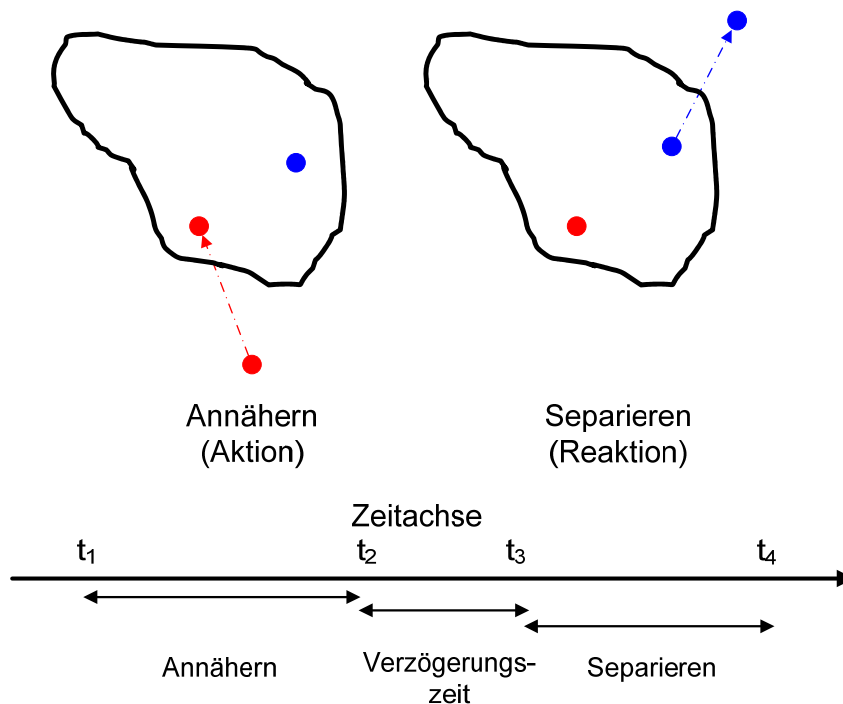 Annähern
(Aktion)
Separieren
(Reaktion)
Zeitachse
t1 t2 t3 t4
Annähern
Verzögerungs-
zeit
Separieren